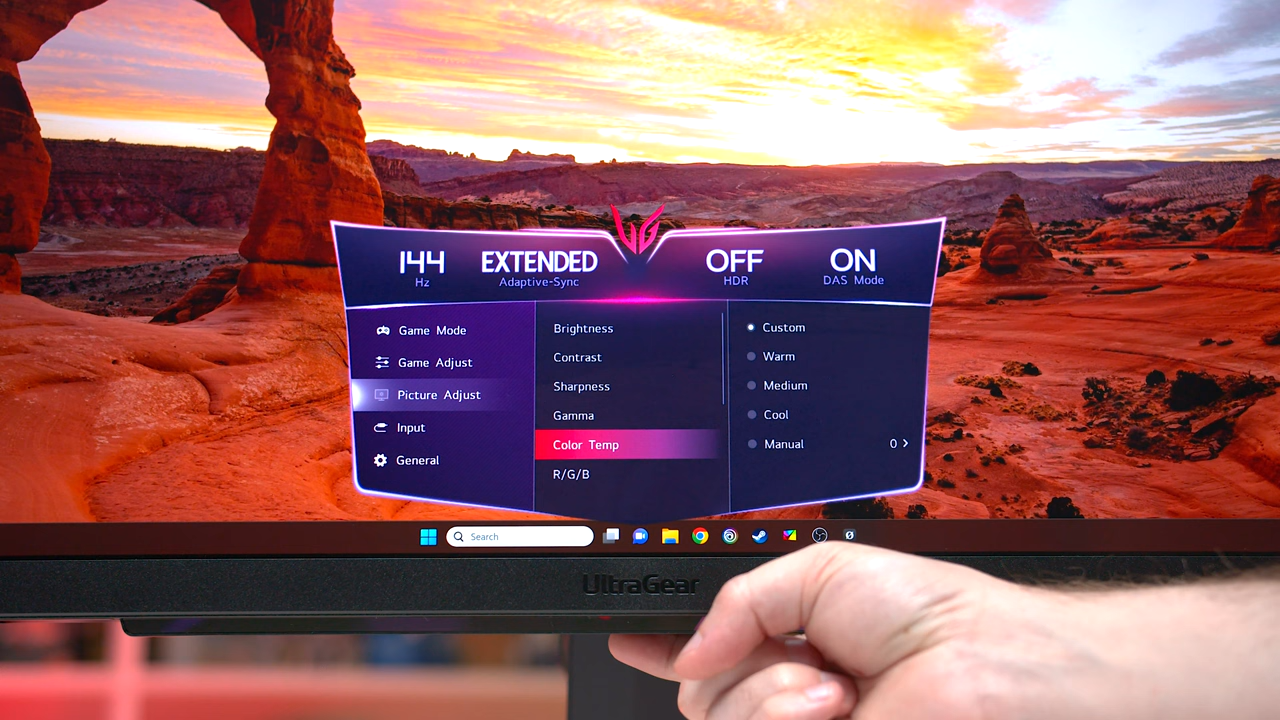 144 EXTENDED OFF ON
Hz Adaptive-Sync HDR DAS Mode
Game Mode
Game Adjust
Picture Adjust
Input
General
Brightness
Contrast
Sharpness
Gamma
Color Temp
R/G/B
Custom
Warm
Medium
Cool
Manual 0
Search
UltraGear